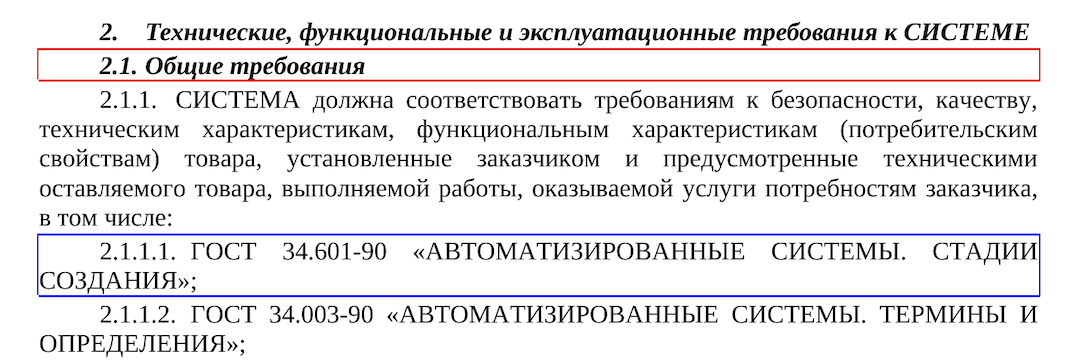 2. Технические, функциональные и эксплуатационные требования к СИСТЕМЕ
2.1. Общие требования
2.1.1. СИСТЕМА должна соответствовать требованиям к безопасности, качеству,
техническим характеристикам, функциональным характеристикам (потребительским
свойствам) товара, установленные заказчиком и предусмотренные техническими
оставляемого товара, выполняемой работы, оказываемой услуги потребностям заказчика,
в том числе:
2.1.1.1. ГОСТ 34.601-90 «АВТОМАТИЗИРОВАННЫЕ СИСТЕМЫ. СТАДИИ
СОЗДАНИЯ»;
2.1.1.2. ГОСТ 34.003-90 «АВТОМАТИЗИРОВАННЫЕ СИСТЕМЫ. ТЕРМИНЫ И
ОПРЕДЕЛЕНИЯ»;